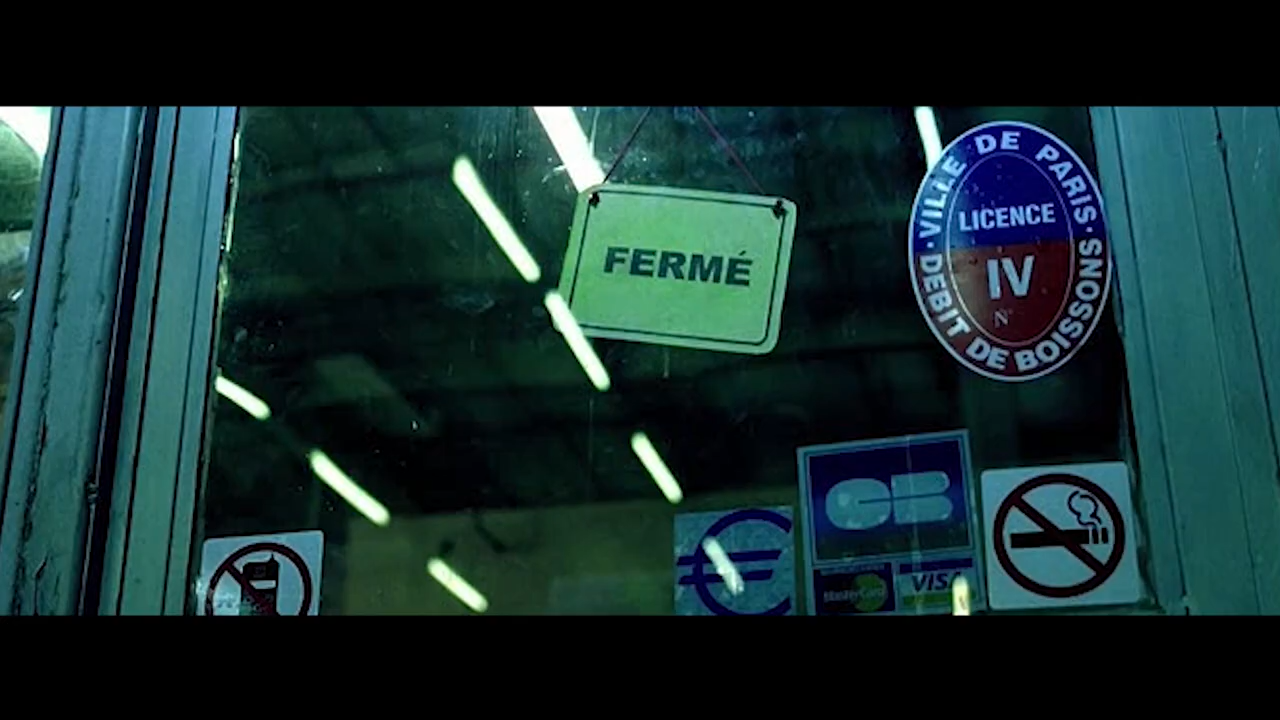 FERMÉ
·VILLE DE PARIS·
LICENCE
IV
N°
DEBIT DE BOISSONS
€
CB
MasterCard
VISA